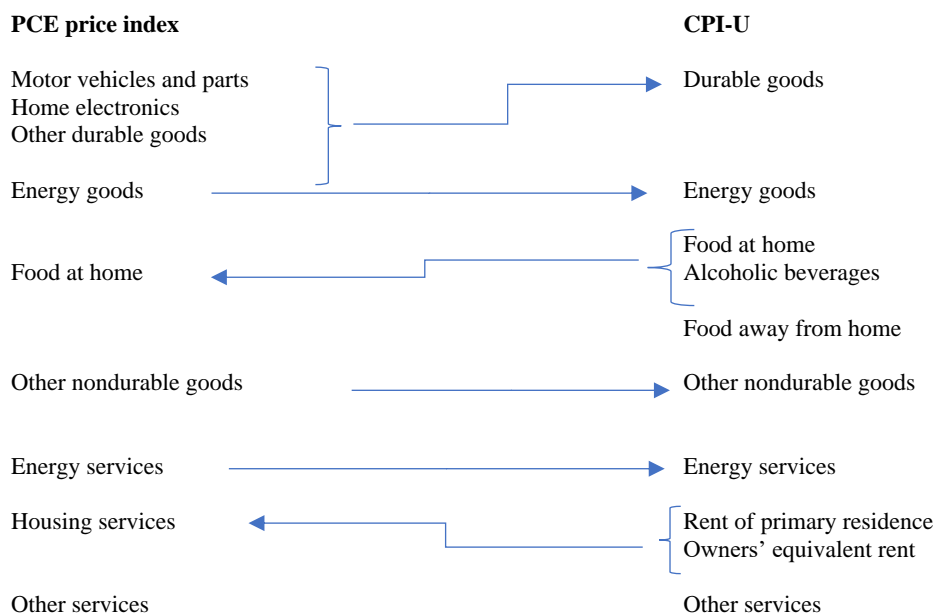 PCE price index CPI-U
Motor vehicles and parts Durable goods
Home electronics
Other durable goods
Energy goods Energy goods
Food at home
Food at home Alcoholic beverages
Food away from home
Other nondurable goods Other nondurable goods
Energy services Energy services
Housing services Rent of primary residence
Owners’ equivalent rent
Other services Other services